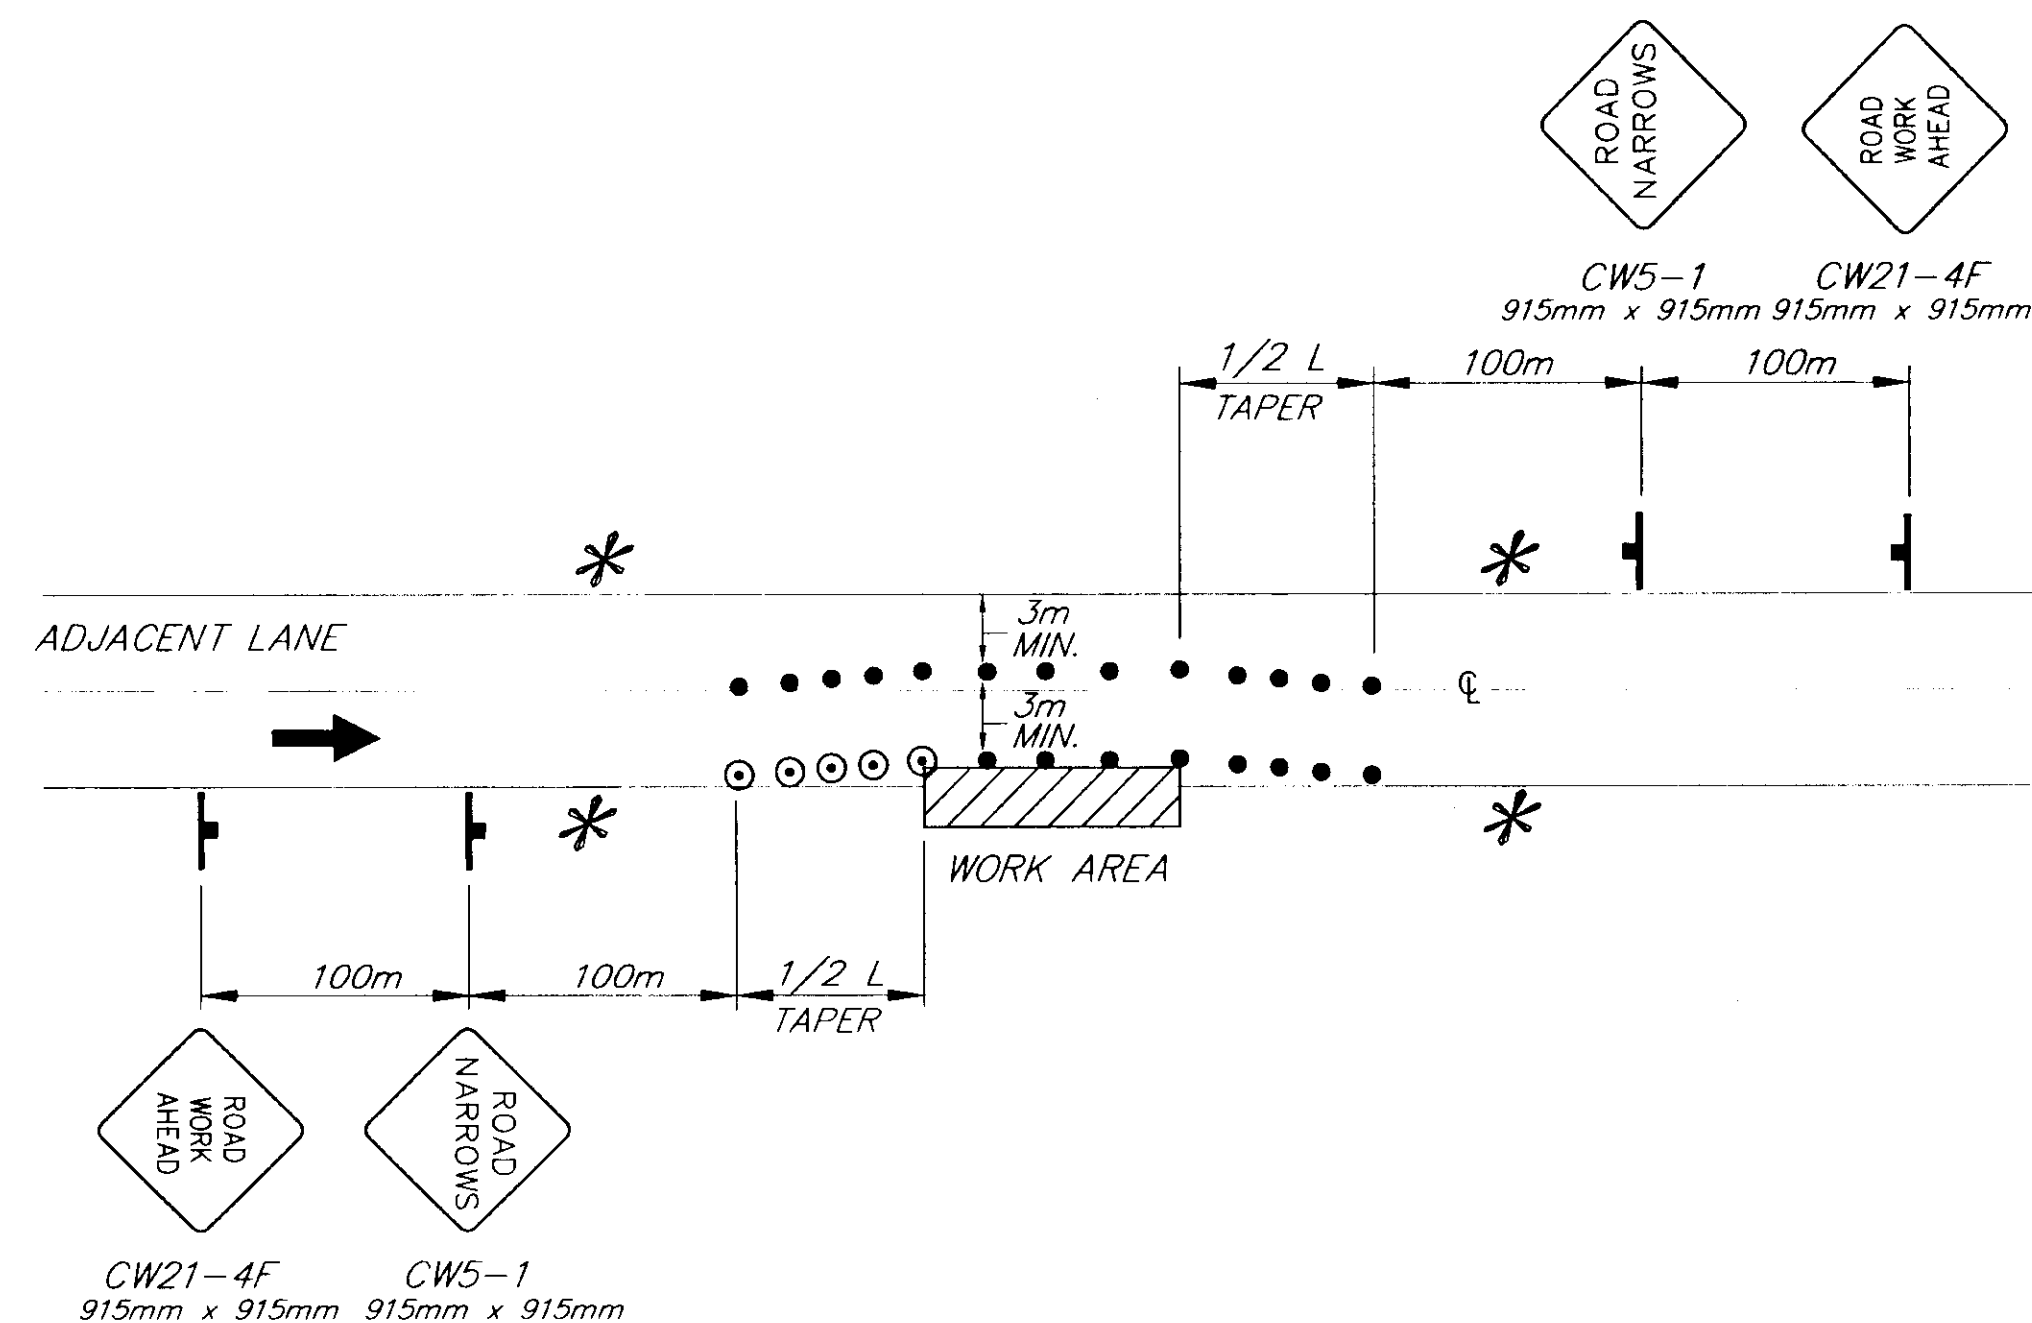 ROAD
NARROWS
ROAD
WORK
AHEAD
CW5-1
915mm x 915mm
CW21-4F
915mm x 915mm
1/2 L
TAPER
100m
100m
ADJACENT LANE
3m
MIN.
3m
MIN.
℄
WORK AREA
100m
100m
1/2 L
TAPER
ROAD
WORK
AHEAD
ROAD
NARROWS
CW21-4F
915mm x 915mm
CW5-1
915mm x 915mm